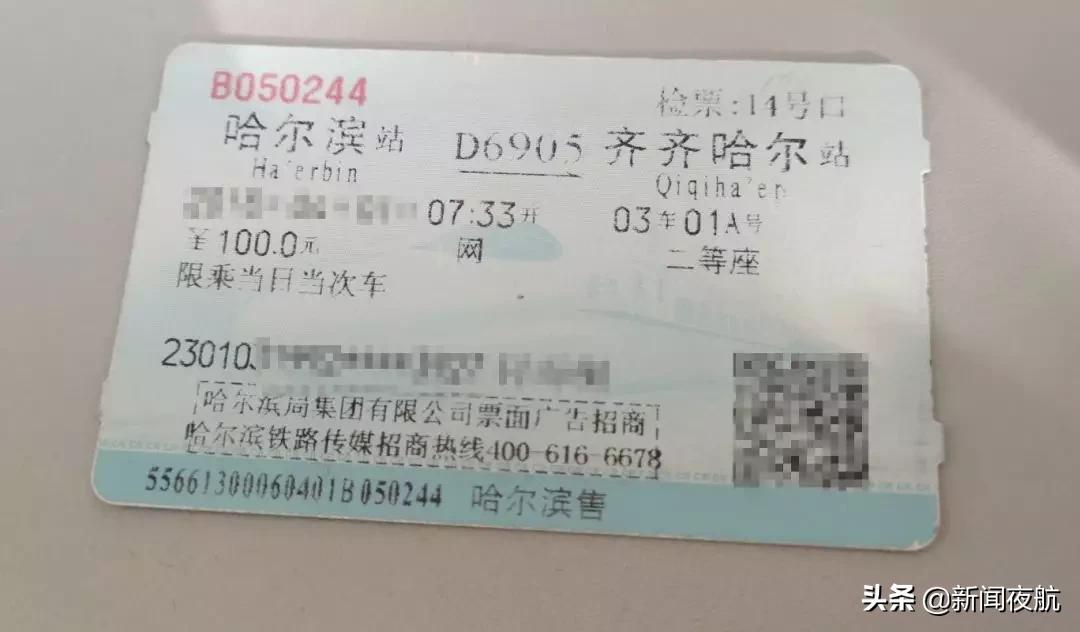 B050244
检票:14号口
哈尔滨站 D6905 齐齐哈尔站
Ha'erbin Qiqiha'er
07:33开 03车01A号
¥100.0元 网 二等座
限乘当日当次车
230103
哈尔滨局集团有限公司票面广告招商
哈尔滨铁路传媒招商热线400-616-6678
55661300060401B050244 哈尔滨售
头条 @新闻夜航